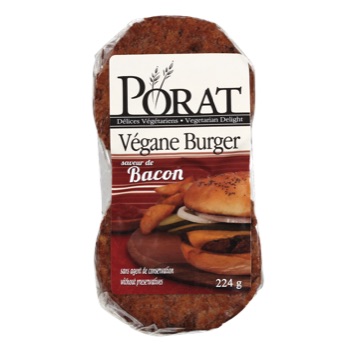 PORAT
Délices Végétariens • Vegetarian Delight
Végane Burger
saveur de
Bacon
sans agent de conservation
without preservatives
224 g